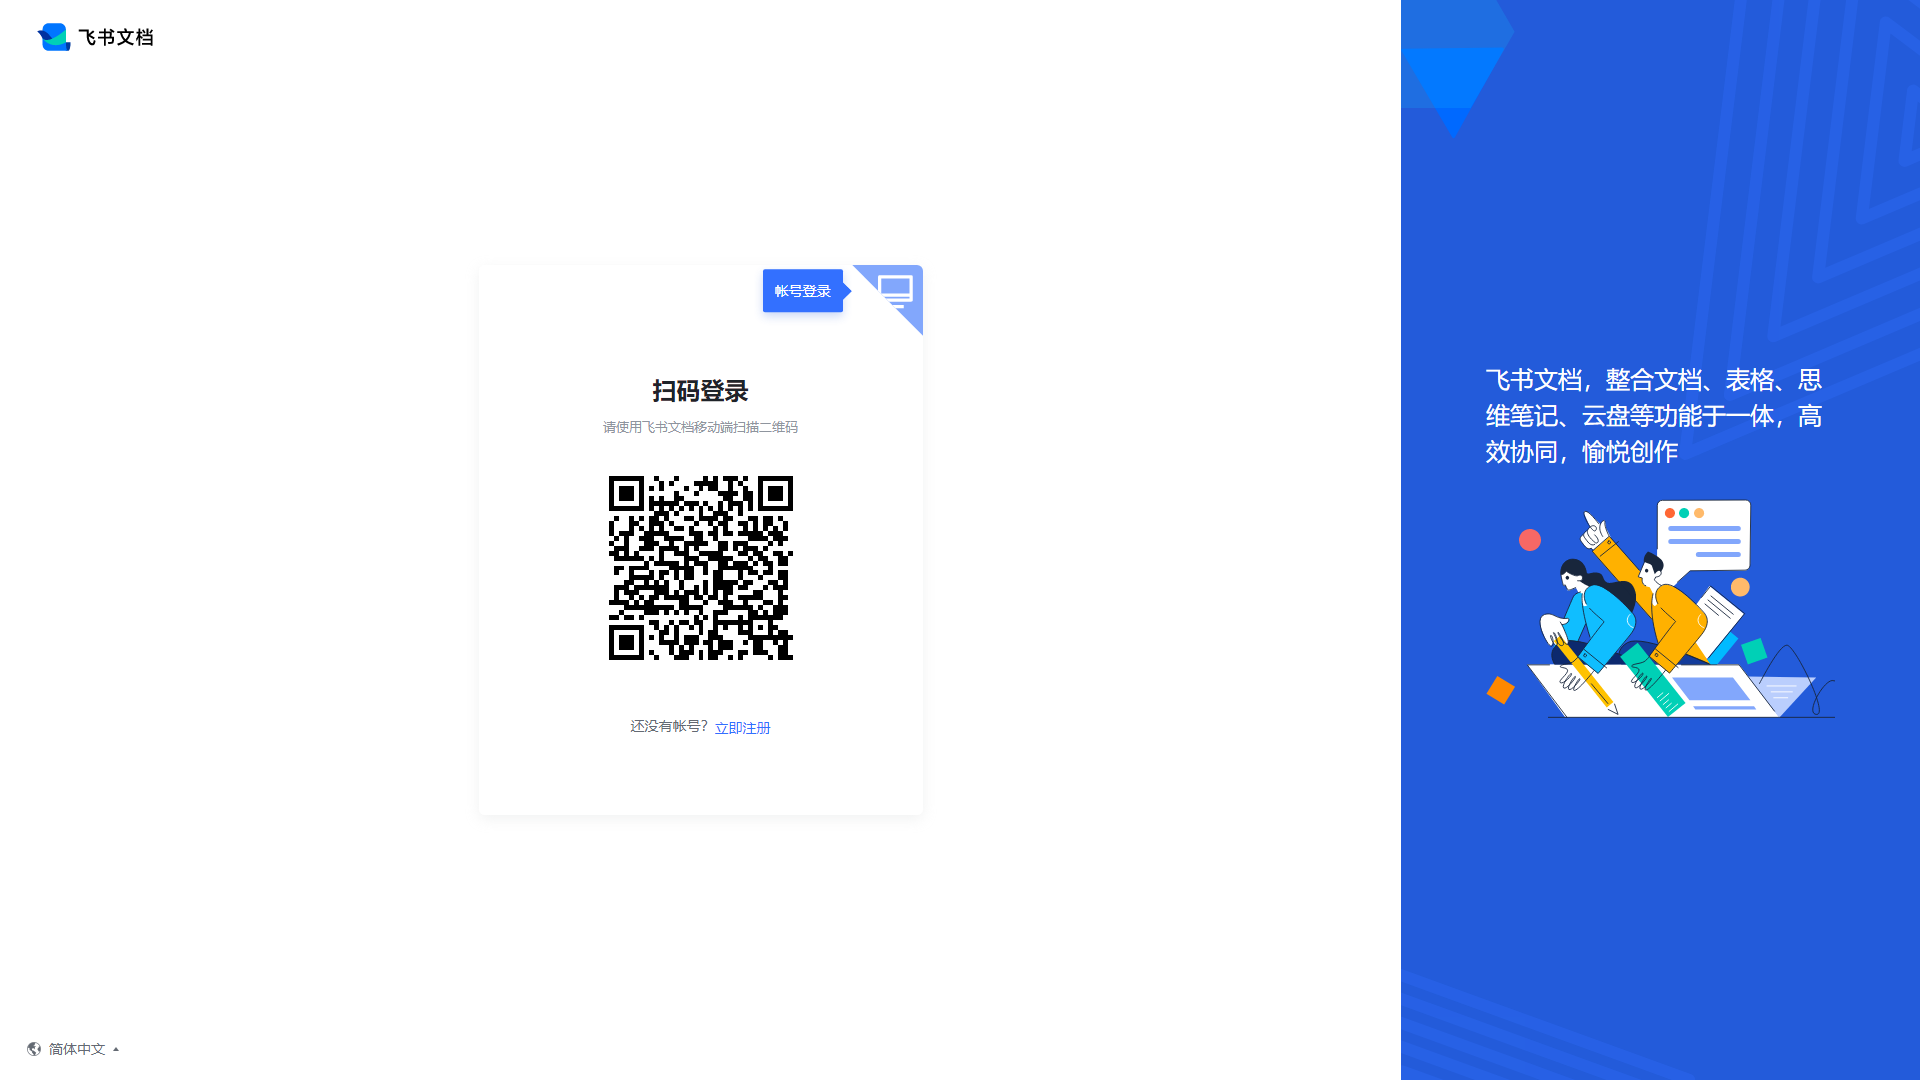 飞书文档
帐号登录
扫码登录
请使用飞书文档移动端扫描二维码
还没有帐号？立即注册
飞书文档，整合文档、表格、思
维笔记、云盘等功能于一体，高
效协同，愉悦创作
简体中文